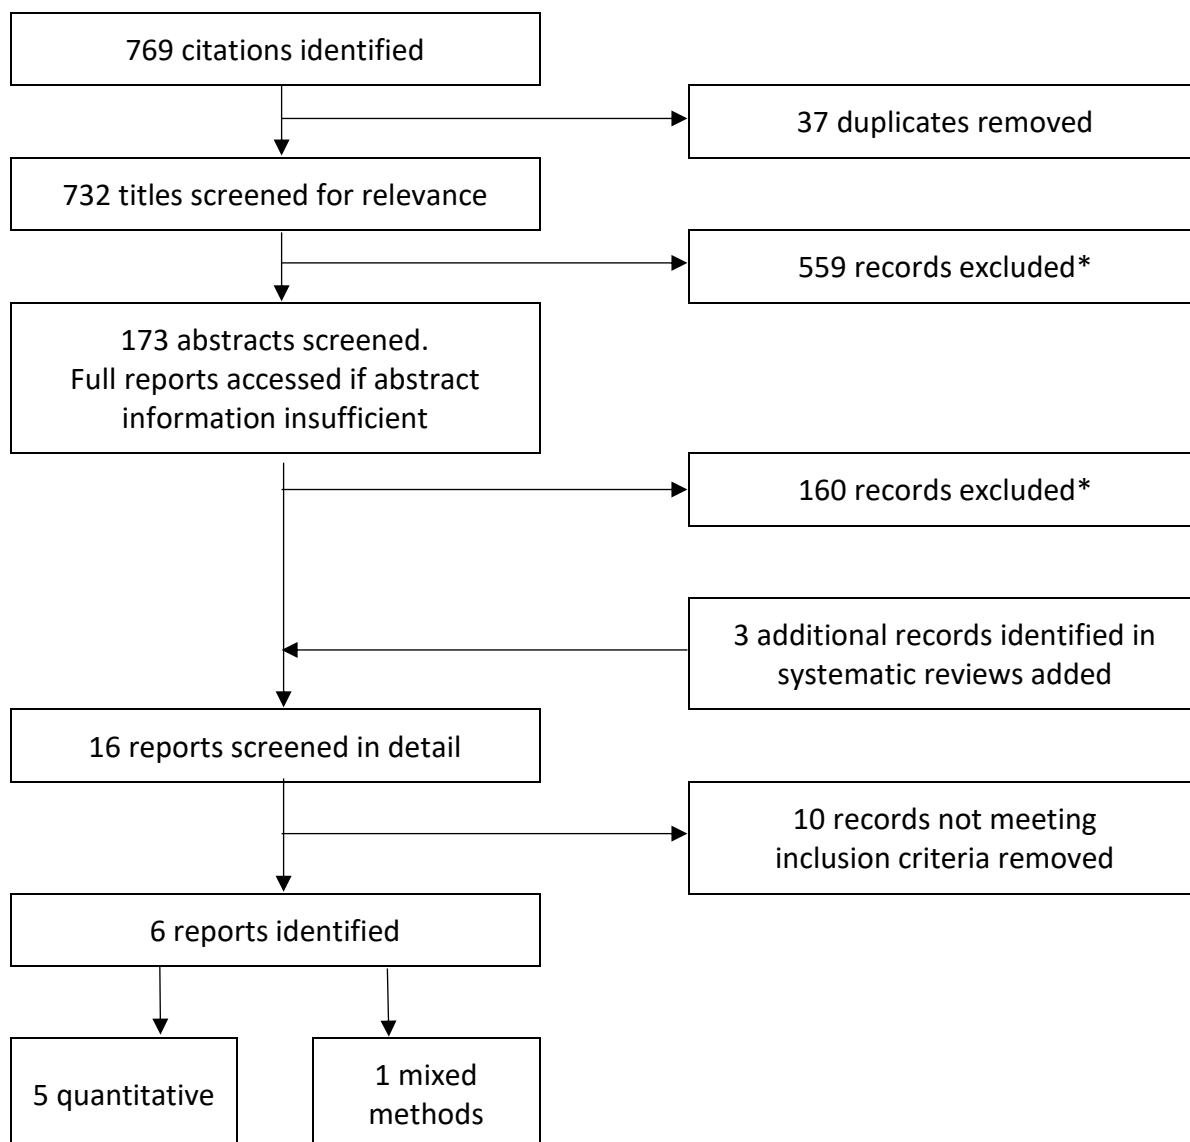 769 citations identified
37 duplicates removed
732 titles screened for relevance
559 records excluded*
173 abstracts screened.
Full reports accessed if abstract
information insufficient
160 records excluded*
3 additional records identified in
systematic reviews added
16 reports screened in detail
10 records not meeting
inclusion criteria removed
6 reports identified
5 quantitative
1 mixed
methods